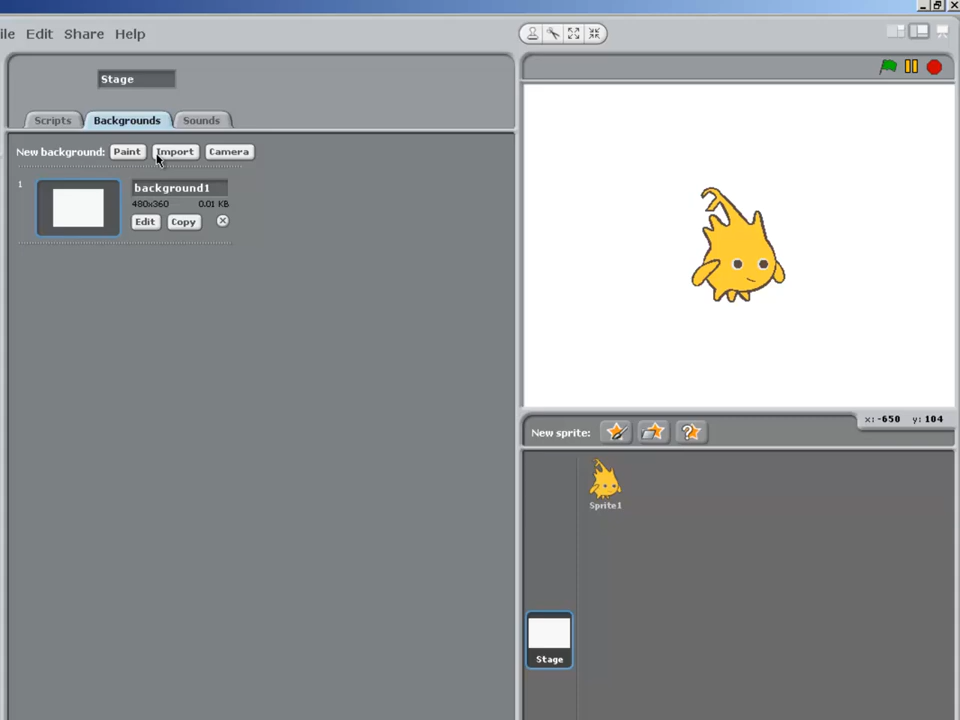 ile Edit Share Help
Stage
Scripts Backgrounds Sounds
New background: Paint Import Camera
1
background1
480x360 0.01 KB
Edit Copy
x:-650 y: 104
New sprite:
Sprite1
Stage